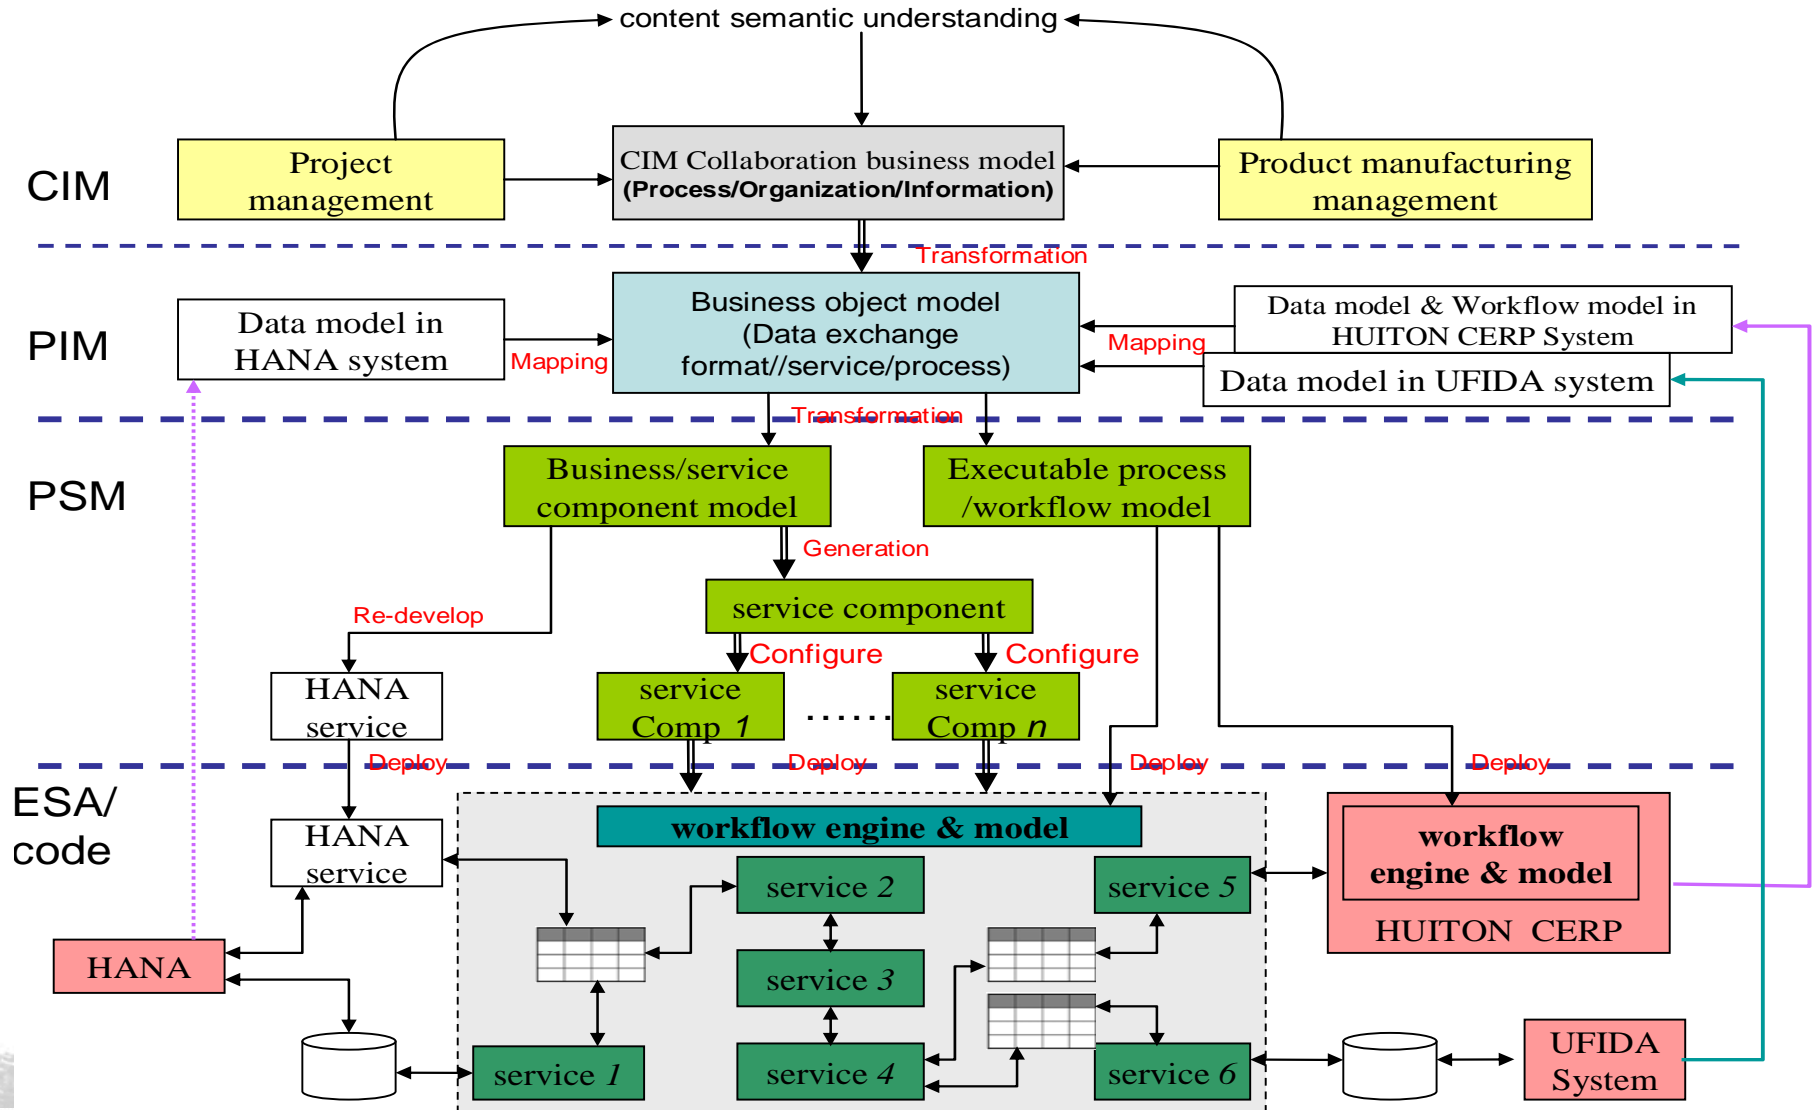 content semantic understanding
CIM
Project
management
CIM Collaboration business model
(Process/Organization/Information)
Product manufacturing
management
Transformation
PIM
Data model in
HANA system
Mapping
Business object model
(Data exchange
format//service/process)
Mapping
Data model & Workflow model in
HUITON CERP System
Data model in UFIDA system
Transformation
PSM
Business/service
component model
Executable process
/workflow model
Generation
service component
Re-develop
Configure
Configure
HANA
service
service
Comp 1
......
service
Comp n
Deploy
Deploy
Deploy
Deploy
ESA/
code
HANA
service
workflow engine & model
workflow
engine & model
HUITON CERP
service 2
service 5
HANA
service 3
service 1
service 4
service 6
UFIDA
System